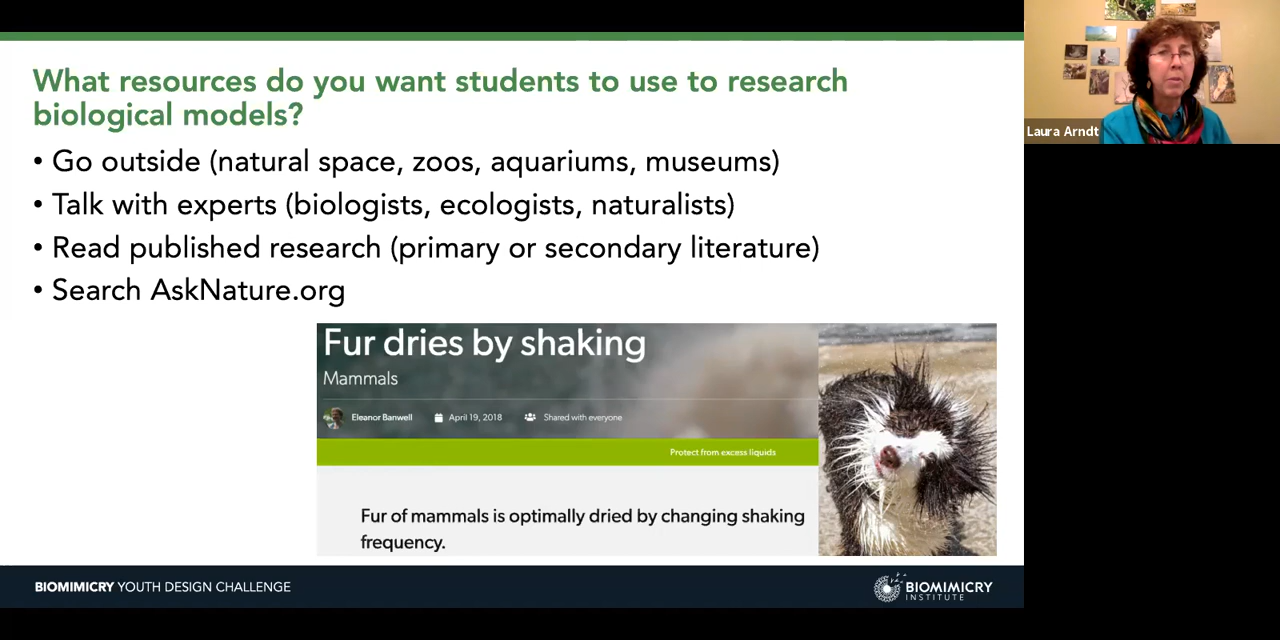 What resources do you want students to use to research
biological models?
• Go outside (natural space, zoos, aquariums, museums)
• Talk with experts (biologists, ecologists, naturalists)
• Read published research (primary or secondary literature)
• Search AskNature.org
Fur dries by shaking
Mammals
Eleanor Banwell April 19, 2018 Shared with everyone
Protect from excess liquids
Fur of mammals is optimally dried by changing shaking
frequency.
BIOMIMICRY YOUTH DESIGN CHALLENGE
BIOMIMICRY
INSTITUTE
Laura Arndt